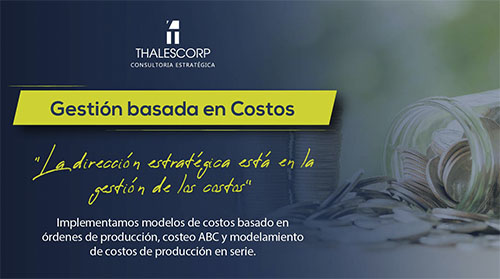 THALESCORP
CONSULTORIA ESTRATÉGICA
Gestión basada en Costos
"La dirección estratégica está en la
gestión de los costos"
Implementamos modelos de costos basado en
órdenes de producción, costeo ABC y modelamiento
de costos de producción en serie.